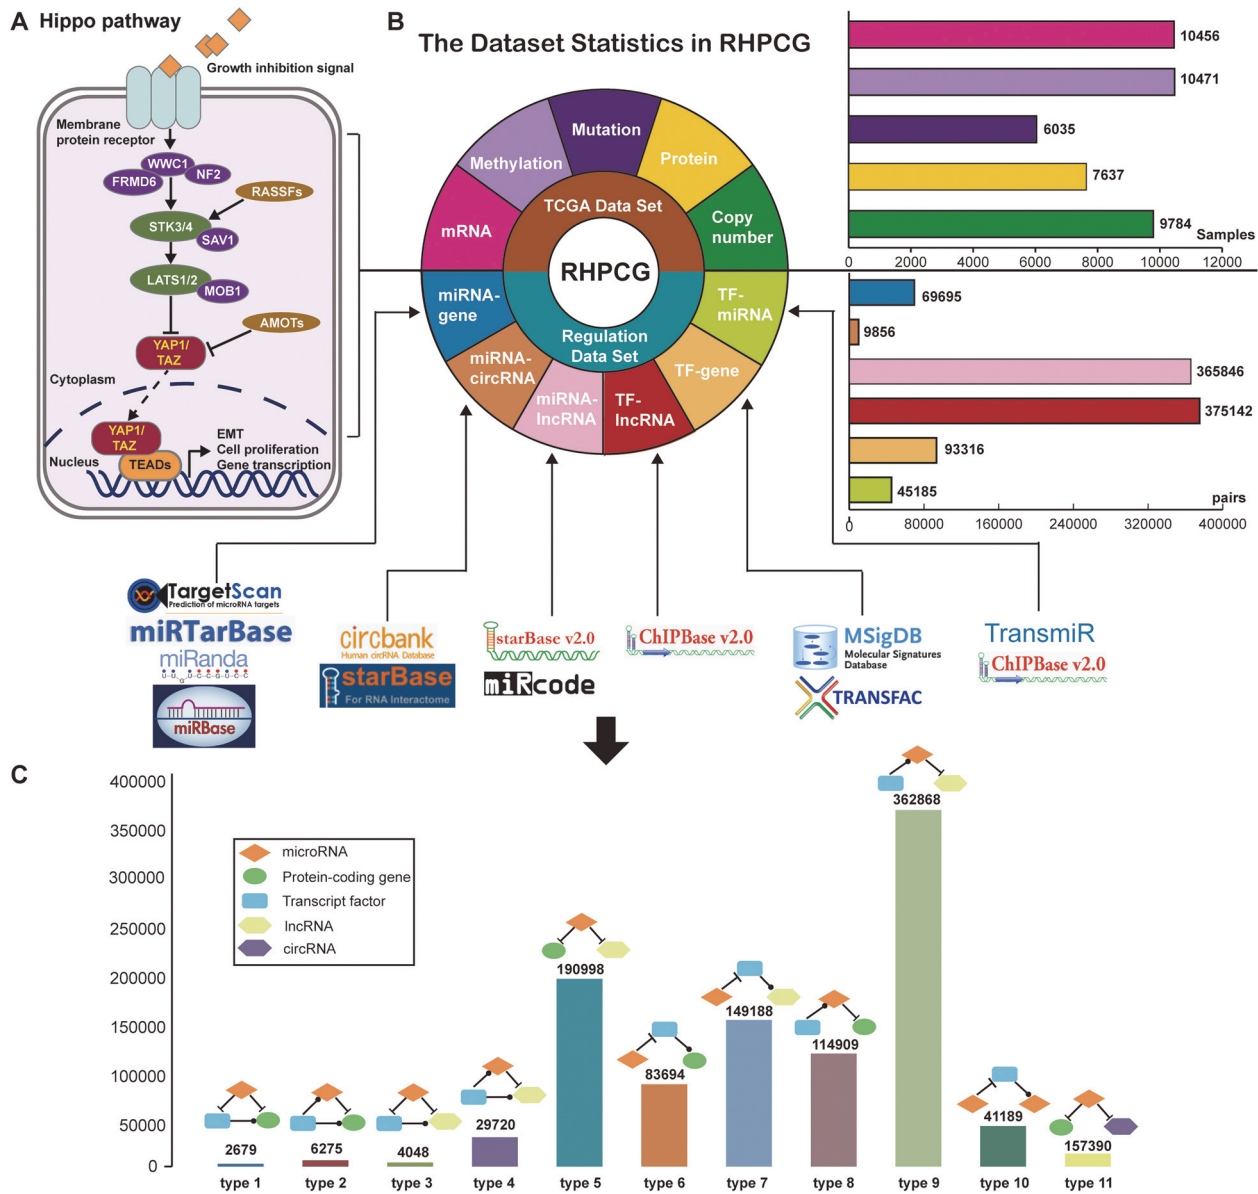 A Hippo pathway
Growth inhibition signal
Membrane
protein receptor
WWC1
FRMD6
NF2
RASSFs
STK3/4
SAV1
LATS1/2
MOB1
AMOTs
YAP1/
TAZ
Cytoplasm
YAP1/
TAZ
TEADs
Nucleus
EMT
Cell proliferation
Gene transcription
B
The Dataset Statistics in RHPCG
Mutation
Methylation
Protein
mRNA
Copy
number
TCGA Data Set
RHPCG
Regulation
Data Set
miRNA-
gene
miRNA-
circRNA
miRNA-
lncRNA
TF-
lncRNA
TF-gene
TF-
miRNA
10456
10471
6035
7637
9784
Samples
0 2000 4000 6000 8000 10000 12000
69695
9856
365846
375142
93316
45185
pairs
0 80000 160000 240000 320000 400000
TargetScan
Prediction of microRNA targets
miRTarBase
miRanda
U U G U C C G U C C
miRBase
circbank
Human circRNA Database
starBase
For RNA Interactome
starBase v2.0
miRcode
ChIPBase v2.0
MSigDB
Molecular Signatures
Database
TRANSFAC
TransmiR
ChIPBase v2.0
C
400000
350000
300000
250000
200000
150000
100000
50000
0
microRNA
Protein-coding gene
Transcript factor
lncRNA
circRNA
2679
6275
4048
29720
190998
83694
149188
114909
362868
41189
157390
type 1 type 2 type 3 type 4 type 5 type 6 type 7 type 8 type 9 type 10 type 11